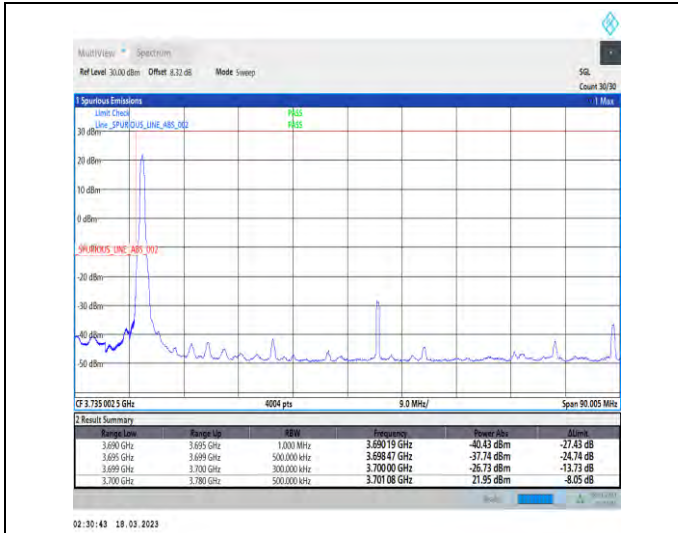 MultiView Spectrum
Ref Level 30.00 dBm Offset 8.32 dB Mode Sweep SGL
Count 30/30
1 Spurious Emissions 1 Max
Limit Check PASS
Line _SPURIOUS_LINE_ABS_002 PASS
30 dBm
20 dBm
10 dBm
0 dBm
_SPURIOUS_LINE_ABS_002
-20 dBm
-30 dBm
-40 dBm
-50 dBm
CF 3.735 002 5 GHz 4004 pts 9.0 MHz/ Span 90.005 MHz
2 Result Summary
Range Low Range Up RBW Frequency Power Abs ΔLimit
3.690 GHz 3.695 GHz 1.000 MHz 3.690 19 GHz -40.43 dBm -27.43 dB
3.695 GHz 3.699 GHz 500.000 kHz 3.698 47 GHz -37.74 dBm -24.74 dB
3.699 GHz 3.700 GHz 300.000 kHz 3.700 00 GHz -26.73 dBm -13.73 dB
3.700 GHz 3.780 GHz 500.000 kHz 3.701 08 GHz 21.95 dBm -8.05 dB
Ready
02:30:43 18.03.2023